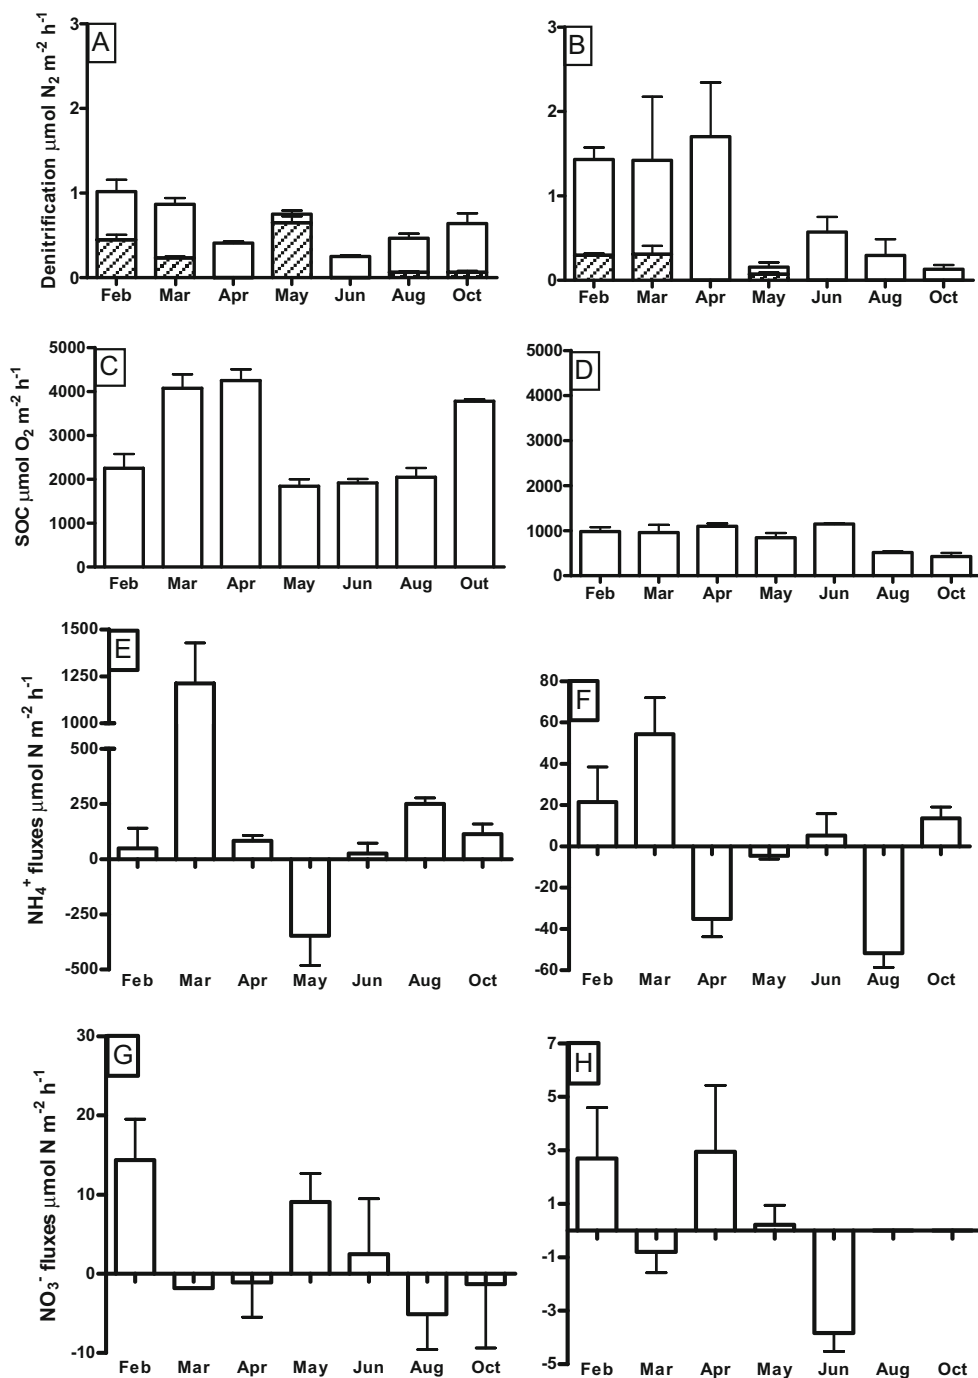 Denitrification µmol N₂ m⁻² h⁻¹
A
3
2
1
0
Feb Mar Apr May Jun Aug Oct
B
3
2
1
0
Feb Mar Apr May Jun Aug Oct
SOC µmol O₂ m⁻² h⁻¹
C
5000
4000
3000
2000
1000
0
Feb Mar Apr May Jun Aug Out
D
5000
4000
3000
2000
1000
0
Feb Mar Apr May Jun Aug Oct
NH₄⁺ fluxes µmol N m⁻² h⁻¹
E
1500
1250
1000
500
250
0
-250
-500
Feb Mar Apr May Jun Aug Oct
F
80
60
40
20
0
-20
-40
-60
Feb Mar Apr May Jun Aug Oct
NO₃⁻ fluxes µmol N m⁻² h⁻¹
G
30
20
10
0
-10
Feb Mar Apr May Jun Aug Oct
H
7
5
3
1
-1
-3
-5
Feb Mar Apr May Jun Aug Oct